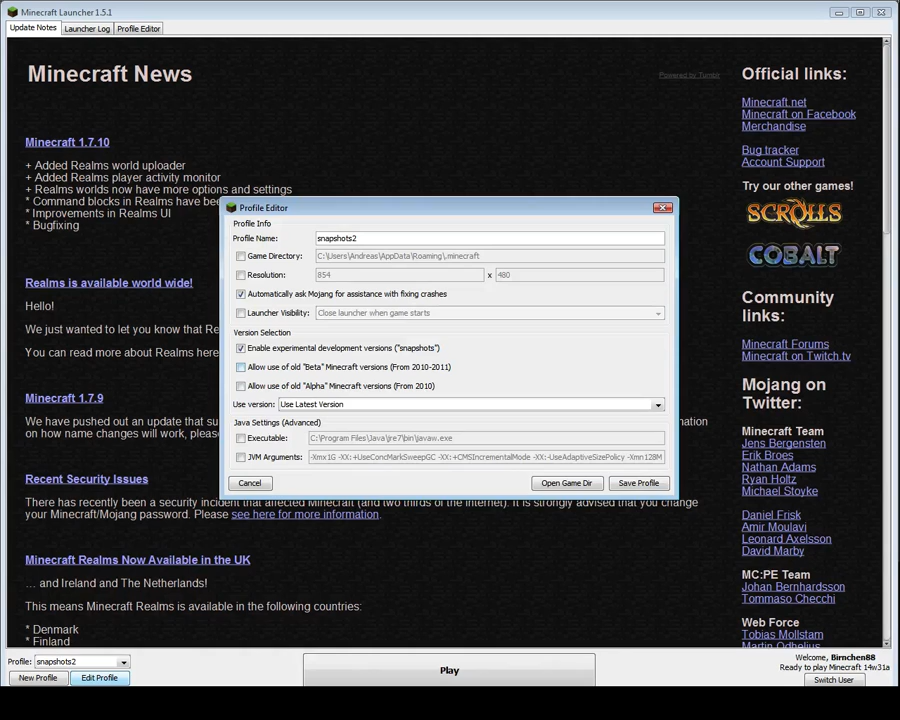 Minecraft Launcher 1.5.1
Update Notes Launcher Log Profile Editor
Minecraft News
Powered by Tumblr
Minecraft 1.7.10
+ Added Realms world uploader
+ Added Realms player activity monitor
+ Realms worlds now have more options and settings
* Command blocks in Realms have
* Improvements in Realms UI
* Bugfixing
Realms is available world wide!
Hello!
We just wanted to let you know that
You can read more about Realms here
Minecraft 1.7.9
We have pushed out an update that
on how name changes will work,
mation
Recent Security Issues
There has recently been a security incident that affected Minecraft (and two thirds of the internet). It is strongly advised that you change
your Minecraft/Mojang password. Please see here for more information.
Minecraft Realms Now Available in the UK
… and Ireland and The Netherlands!
This means Minecraft Realms is available in the following countries:
* Denmark
* Finland
Profile Editor
Profile Info
Profile Name: snapshots2
Game Directory: C:\Users\Andreas\AppData\Roaming\.minecraft
Resolution: 854 x 480
Automatically ask Mojang for assistance with fixing crashes
Launcher Visibility: Close launcher when game starts
Version Selection
Enable experimental development versions ("snapshots")
Allow use of old "Beta" Minecraft versions (From 2010-2011)
Allow use of old "Alpha" Minecraft versions (From 2010)
Use version: Use Latest Version
Java Settings (Advanced)
Executable: C:\Program Files\Java\jre7\bin\javaw.exe
JVM Arguments: -Xmx1G -XX:+UseConcMarkSweepGC -XX:+CMSIncrementalMode -XX:-UseAdaptiveSizePolicy -Xmn128M
Cancel Open Game Dir Save Profile
Official links:
Minecraft.net
Minecraft on Facebook
Merchandise
Bug tracker
Account Support
Try our other games!
SCROLLS
COBALT
Community
links:
Minecraft Forums
Minecraft on Twitch.tv
Mojang on
Twitter:
Minecraft Team
Jens Bergensten
Erik Broes
Nathan Adams
Ryan Holtz
Michael Stoyke
Daniel Frisk
Amir Moulavi
Leonard Axelsson
David Marby
MC:PE Team
Johan Bernhardsson
Tommaso Checchi
Web Force
Tobias Mollstam
Martin Odhelius
Profile: snapshots2
New Profile Edit Profile
Play
Welcome, Birnchen88
Ready to play Minecraft 14w31a
Switch User